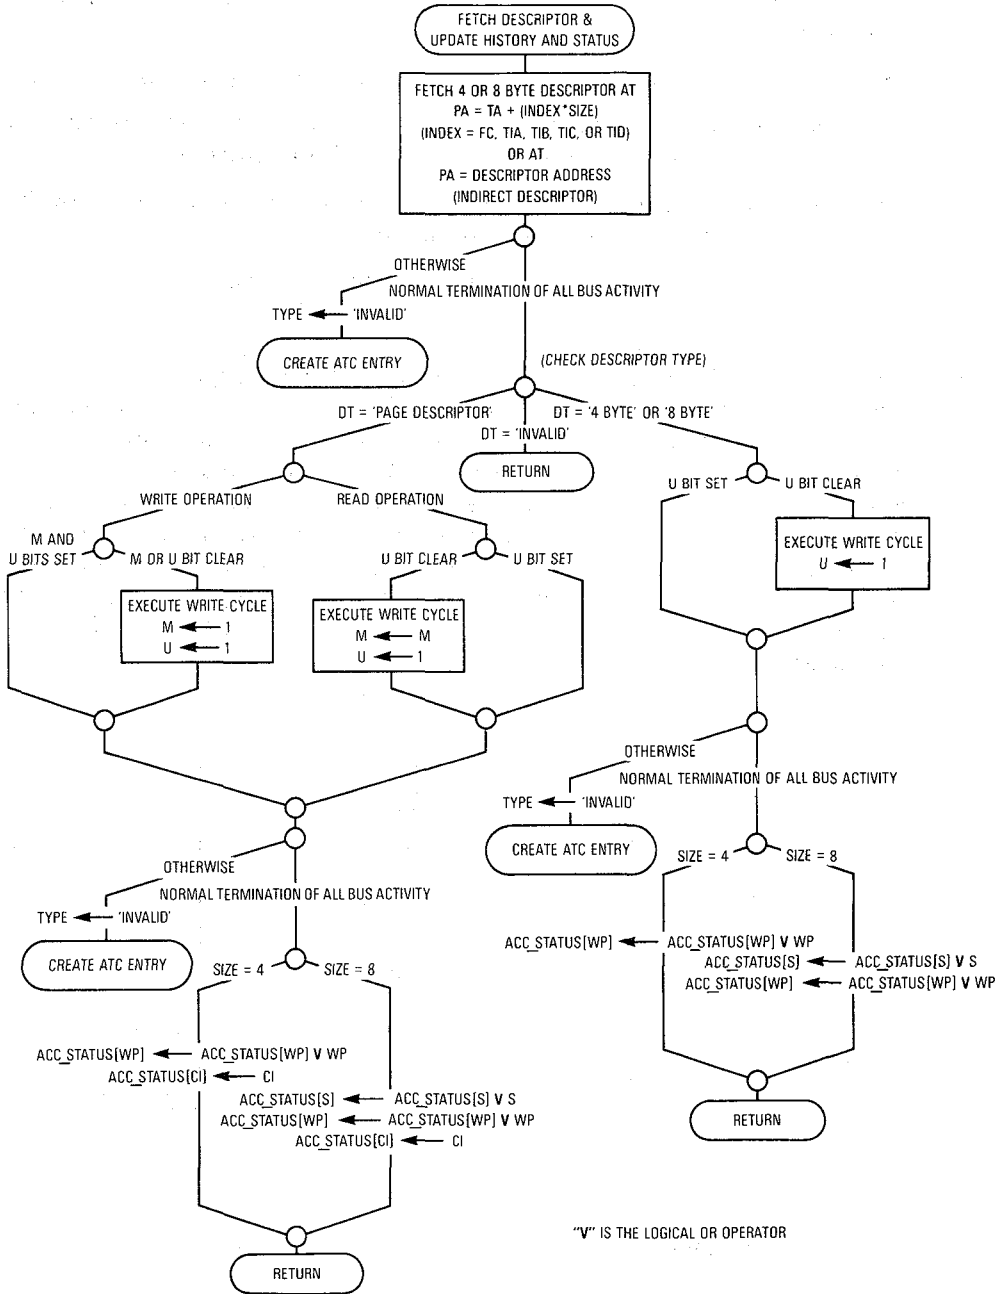 FETCH DESCRIPTOR &
UPDATE HISTORY AND STATUS
FETCH 4 OR 8 BYTE DESCRIPTOR AT
PA = TA + (INDEX*SIZE)
(INDEX = FC, TIA, TIB, TIC, OR TID)
OR AT
PA = DESCRIPTOR ADDRESS
(INDIRECT DESCRIPTOR)
OTHERWISE
NORMAL TERMINATION OF ALL BUS ACTIVITY
TYPE ← 'INVALID'
CREATE ATC ENTRY
(CHECK DESCRIPTOR TYPE)
DT = 'PAGE DESCRIPTOR'
DT = '4 BYTE' OR '8 BYTE'
DT = 'INVALID'
RETURN
WRITE OPERATION
READ OPERATION
M AND
U BITS SET
M OR U BIT CLEAR
EXECUTE WRITE CYCLE
M ← 1
U ← 1
U BIT CLEAR
U BIT SET
EXECUTE WRITE CYCLE
M ← M
U ← 1
U BIT SET
U BIT CLEAR
EXECUTE WRITE CYCLE
U ← 1
OTHERWISE
NORMAL TERMINATION OF ALL BUS ACTIVITY
TYPE ← 'INVALID'
CREATE ATC ENTRY
SIZE = 4
SIZE = 8
ACC_STATUS[WP] ← ACC_STATUS[WP] V WP
ACC_STATUS[S] ← ACC_STATUS[S] V S
ACC_STATUS[WP] ← ACC_STATUS[WP] V WP
RETURN
OTHERWISE
NORMAL TERMINATION OF ALL BUS ACTIVITY
TYPE ← 'INVALID'
CREATE ATC ENTRY
SIZE = 4
SIZE = 8
ACC_STATUS[WP] ← ACC_STATUS[WP] V WP
ACC_STATUS[CI] ← CI
ACC_STATUS[S] ← ACC_STATUS[S] V S
ACC_STATUS[WP] ← ACC_STATUS[WP] V WP
ACC_STATUS[CI] ← CI
RETURN
"V" IS THE LOGICAL OR OPERATOR